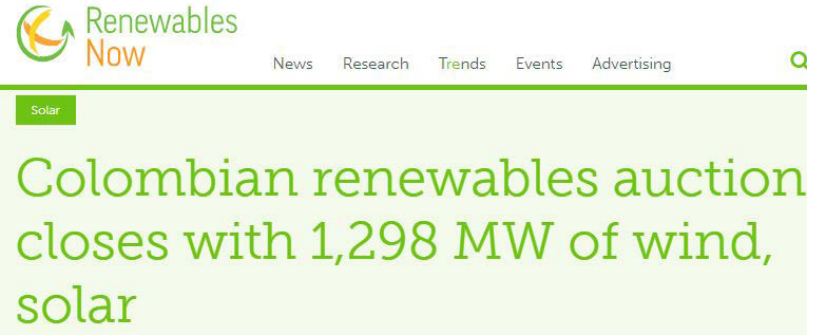 Renewables
Now
News Research Trends Events Advertising
Solar
Colombian renewables auction
closes with 1,298 MW of wind,
solar